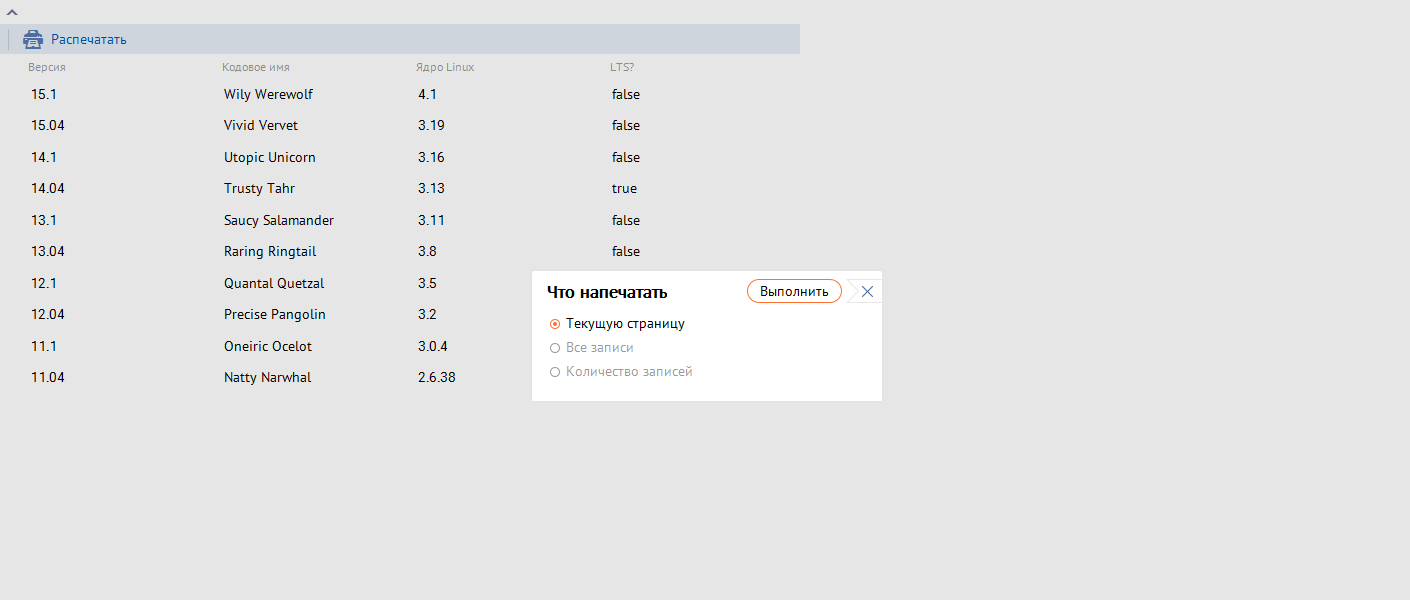 Распечатать
Версия Кодовое имя Ядро Linux LTS?
15.1 Wily Werewolf 4.1 false
15.04 Vivid Vervet 3.19 false
14.1 Utopic Unicorn 3.16 false
14.04 Trusty Tahr 3.13 true
13.1 Saucy Salamander 3.11 false
13.04 Raring Ringtail 3.8 false
12.1 Quantal Quetzal 3.5
12.04 Precise Pangolin 3.2
11.1 Oneiric Ocelot 3.0.4
11.04 Natty Narwhal 2.6.38
Что напечатать Выполнить
Текущую страницу
Все записи
Количество записей